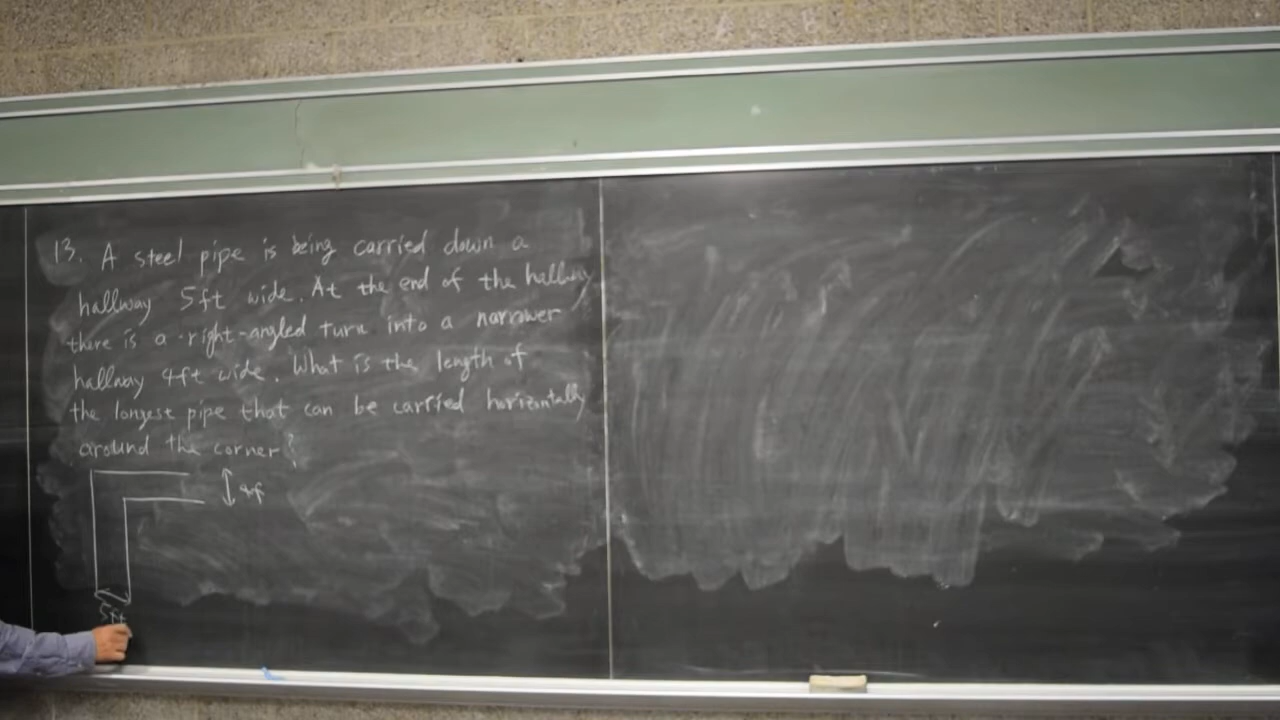 13. A steel pipe is being carried down a
hallway 5ft wide. At the end of the hallway
there is a right-angled turn into a narrower
hallway 4ft wide. What is the length of
the longest pipe that can be carried horizontally
around the corner?
4f
5ft